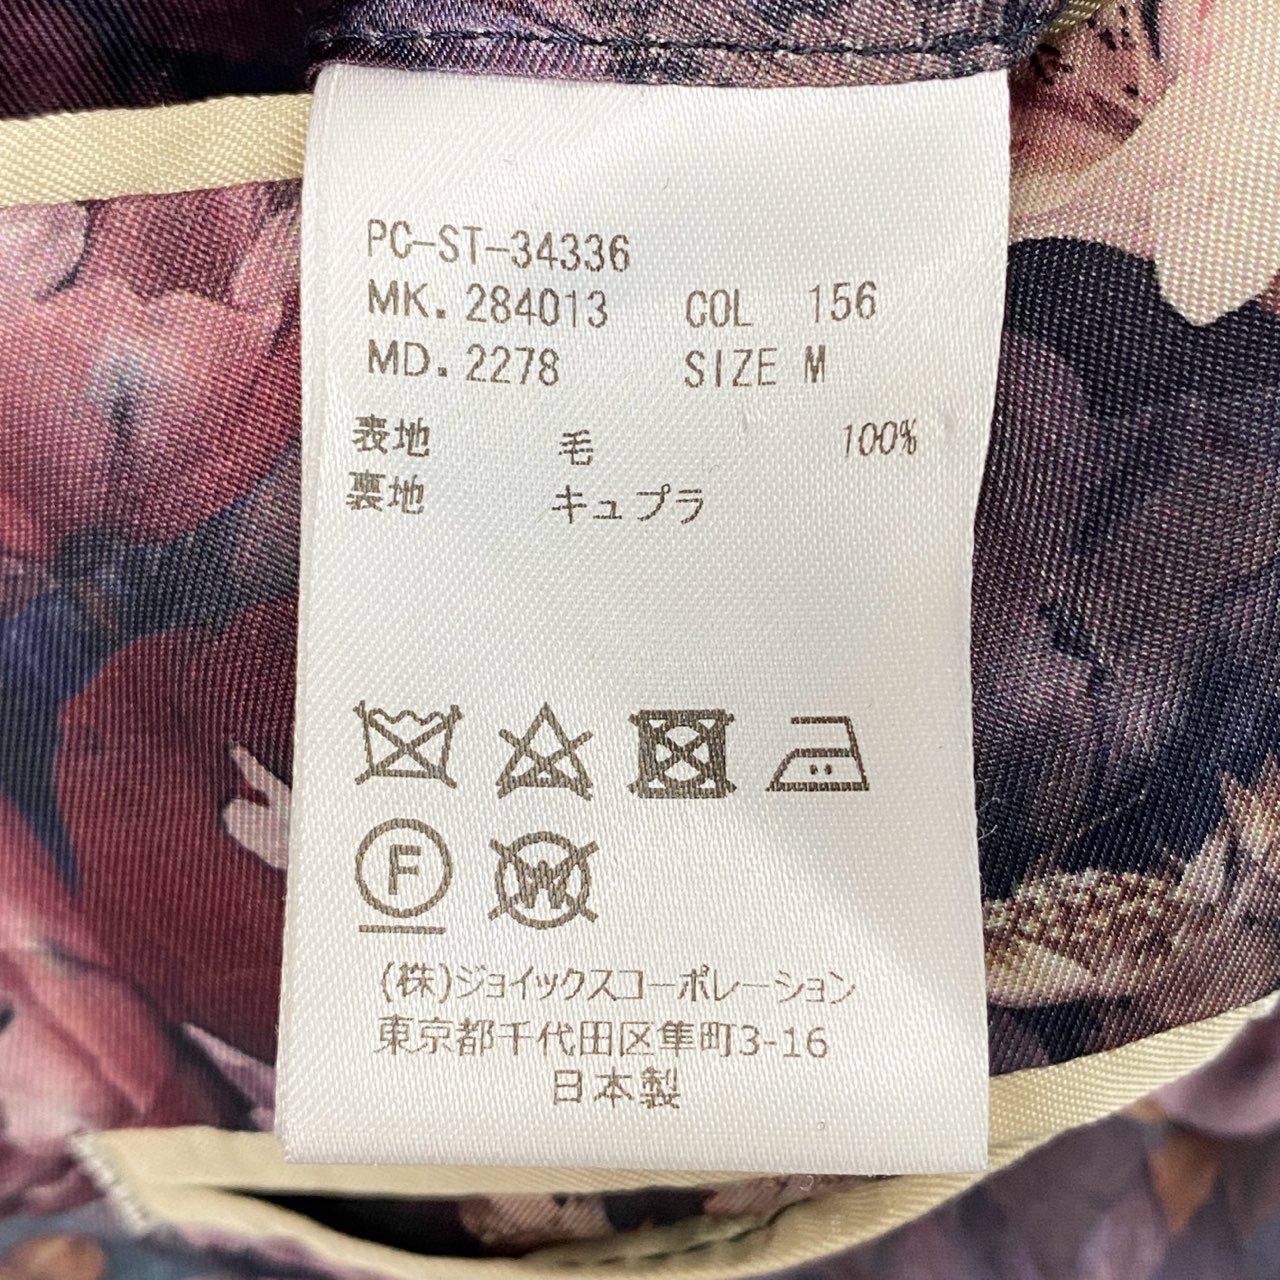 PC-ST-34336
MK. 284013 COL 156
MD. 2278 SIZE M
表地 毛 100%
裏地 キュプラ
F W
(株)ジョイックスコーポレーション
東京都千代田区隼町3-16
日本製